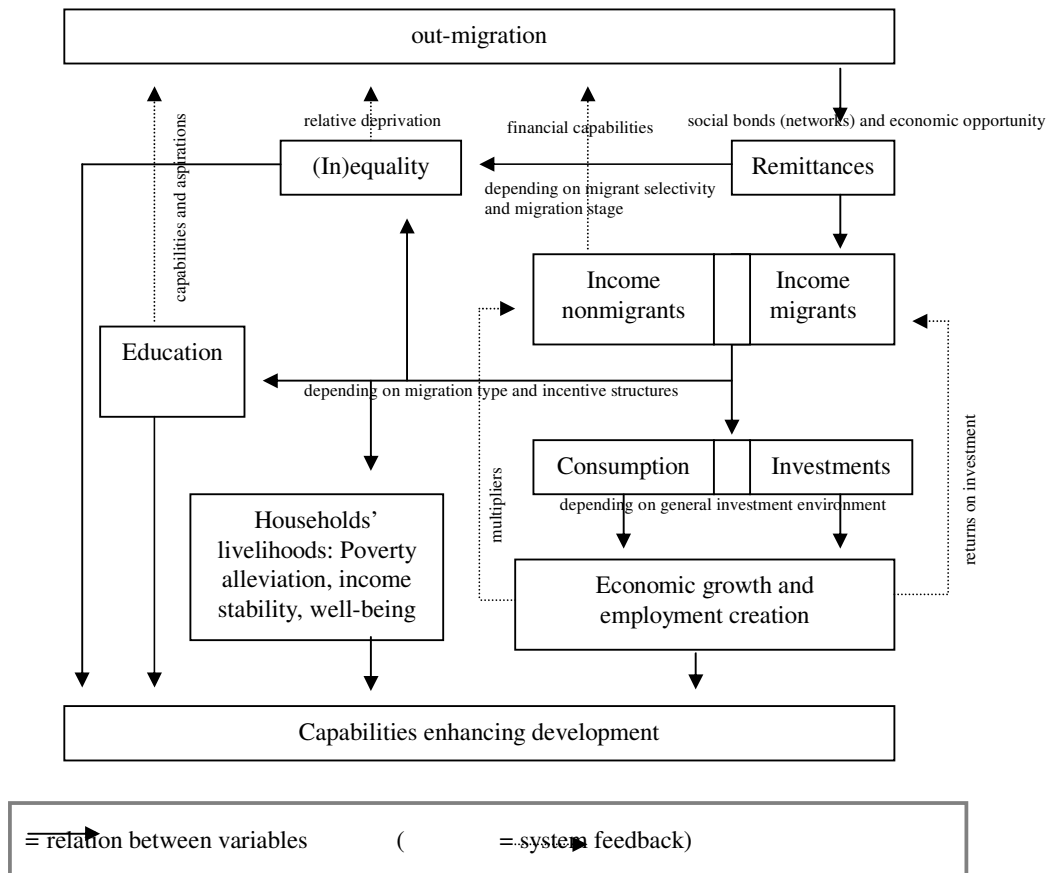 out-migration
relative deprivation
financial capabilities
social bonds (networks) and economic opportunity
capabilities and aspirations
(In)equality
Remittances
depending on migrant selectivity
and migration stage
Income
nonmigrants
Income
migrants
Education
depending on migration type and incentive structures
Consumption
Investments
multipliers
returns on investment
depending on general investment environment
Households’
livelihoods: Poverty
alleviation, income
stability, well-being
Economic growth and
employment creation
Capabilities enhancing development
= relation between variables ( = system feedback)